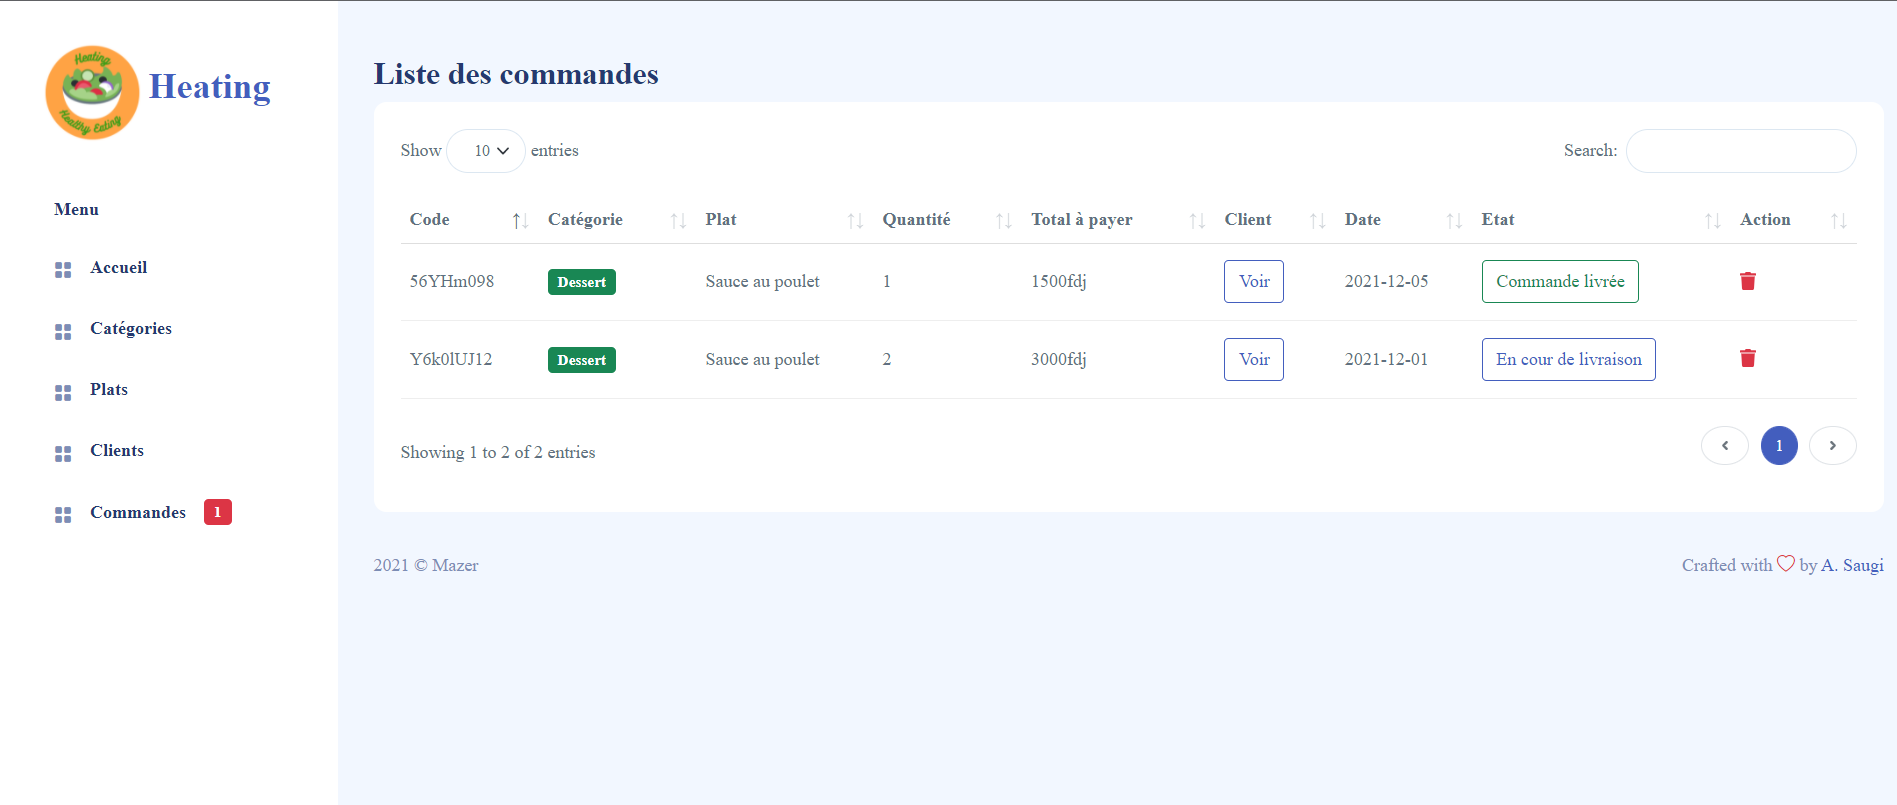 Heating
Healthy Eating
Heating
Menu
Accueil
Catégories
Plats
Clients
Commandes 1
Liste des commandes
Show 10 entries Search:
Code Catégorie Plat Quantité Total à payer Client Date Etat Action
56YHm098 Dessert Sauce au poulet 1 1500fdj Voir 2021-12-05 Commande livrée
Y6k0lUJ12 Dessert Sauce au poulet 2 3000fdj Voir 2021-12-01 En cour de livraison
Showing 1 to 2 of 2 entries 1
2021 © Mazer Crafted with by A. Saugi